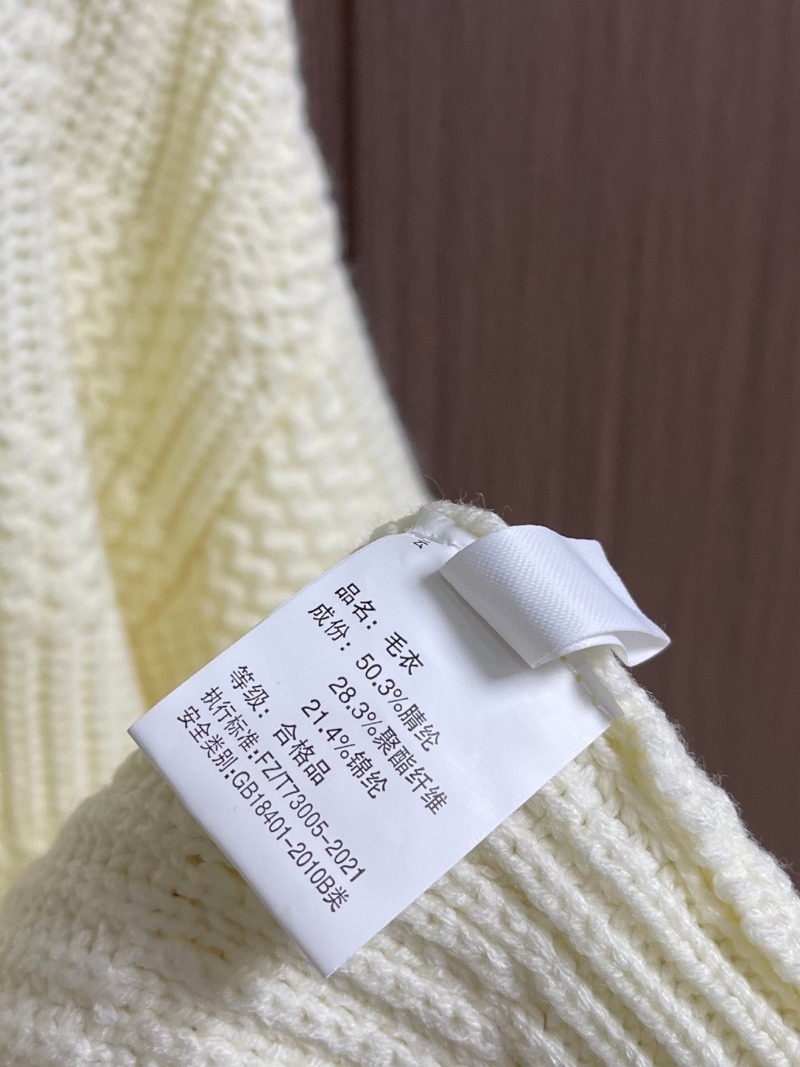 云
品名：毛衣
成份：50.3%腈纶
28.3%聚酯纤维
21.4%锦纶
等级：合格品
执行标准:FZ/T73005-2021
安全类别:GB18401-2010B类